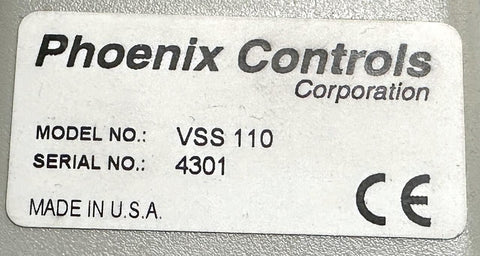 Phoenix Controls
Corporation
MODEL NO.: VSS 110
SERIAL NO.: 4301
MADE IN U.S.A.
CE